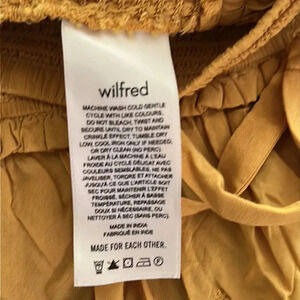 wilfred
MACHINE WASH COLD GENTLE
CYCLE WITH LIKE COLOURS.
DO NOT BLEACH, TWIST AND
SECURE UNTIL DRY TO MAINTAIN
CRINKLE EFFECT, TUMBLE DRY
LOW, COOL IRON ONLY IF NEEDED,
OR DRY CLEAN (NO PERC).
LAVER À LA MACHINE À L'EAU
FROIDE AU CYCLE DÉLICAT AVEC
COULEURS SEMBLABLES, NE PAS
JAVELISER, TORDRE ET ATTACHER
JUSQU'À CE QUE L'ARTICLE SOIT
SEC POUR MAINTENIR L'EFFET
FROISSÉ, SÉCHER À BASSE
TEMPÉRATURE, REPASSAGE
DOUX SI NÉCESSAIRE, OU
NETTOYER À SEC (SANS PERC).
MADE IN INDIA
FABRIQUÉ EN INDE
MADE FOR EACH OTHER.